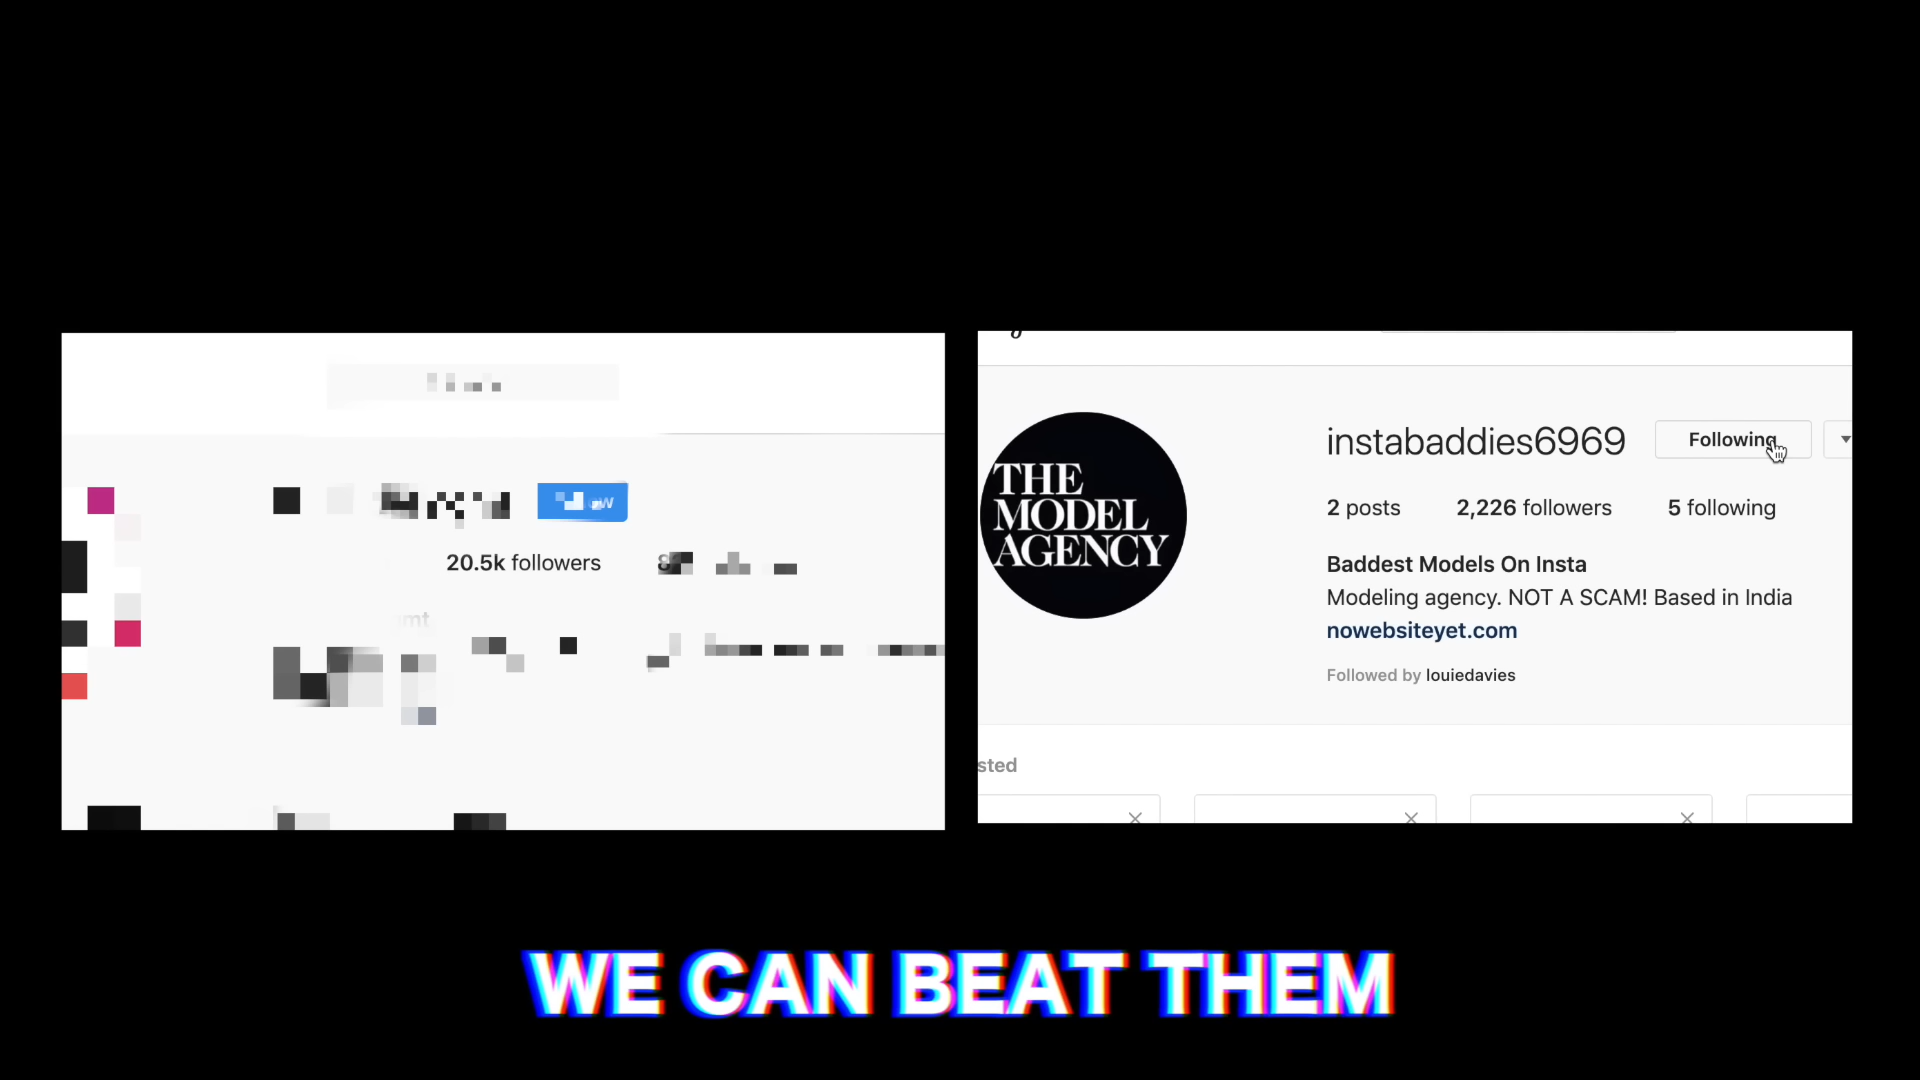 20.5k followers
THE
MODEL
AGENCY
instabaddies6969
Following
2 posts 2,226 followers 5 following
Baddest Models On Insta
Modeling agency. NOT A SCAM! Based in India
nowebsiteyet.com
Followed by louiedavies
sted
WE CAN BEAT THEM